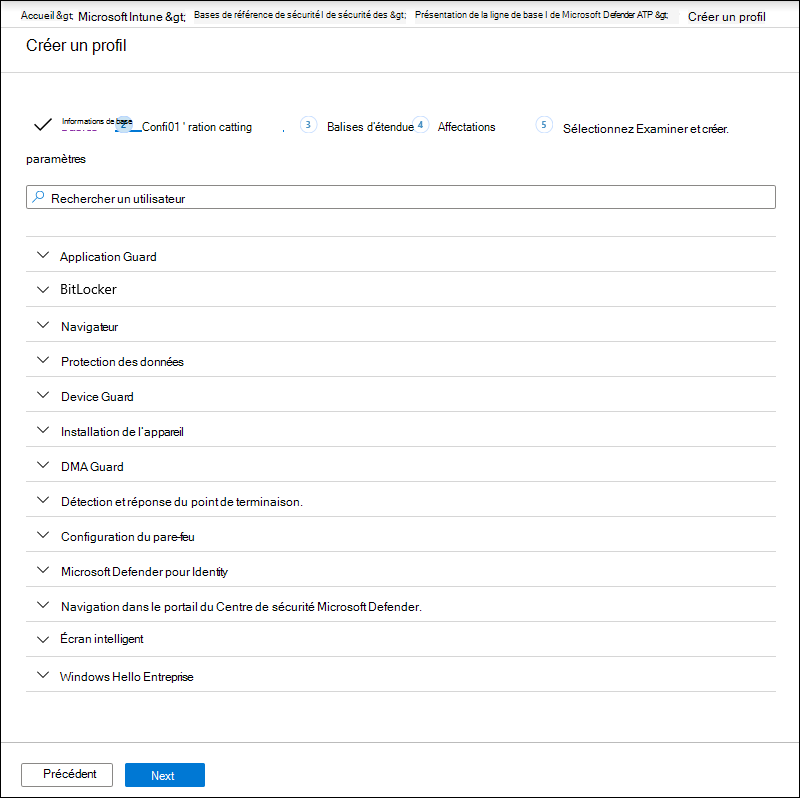 Accueil &gt; Microsoft Intune &gt; Bases de référence de sécurité I de sécurité des &gt; Présentation de la ligne de base I de Microsoft Defender ATP &gt; Créer un profil
Créer un profil
Informations de base 2 Confi01 ' ration catting . 3 Balises d'étendue 4 Affectations 5 Sélectionnez Examiner et créer.
paramètres
Rechercher un utilisateur
Application Guard
BitLocker
Navigateur
Protection des données
Device Guard
Installation de l'appareil
DMA Guard
Détection et réponse du point de terminaison.
Configuration du pare-feu
Microsoft Defender pour Identity
Navigation dans le portail du Centre de sécurité Microsoft Defender.
Écran intelligent
Windows Hello Entreprise
Précédent Next